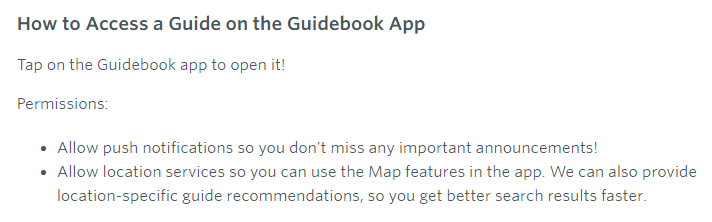 How to Access a Guide on the Guidebook App
Tap on the Guidebook app to open it!
Permissions:
• Allow push notifications so you don't miss any important announcements!
• Allow location services so you can use the Map features in the app. We can also provide
location-specific guide recommendations, so you get better search results faster.